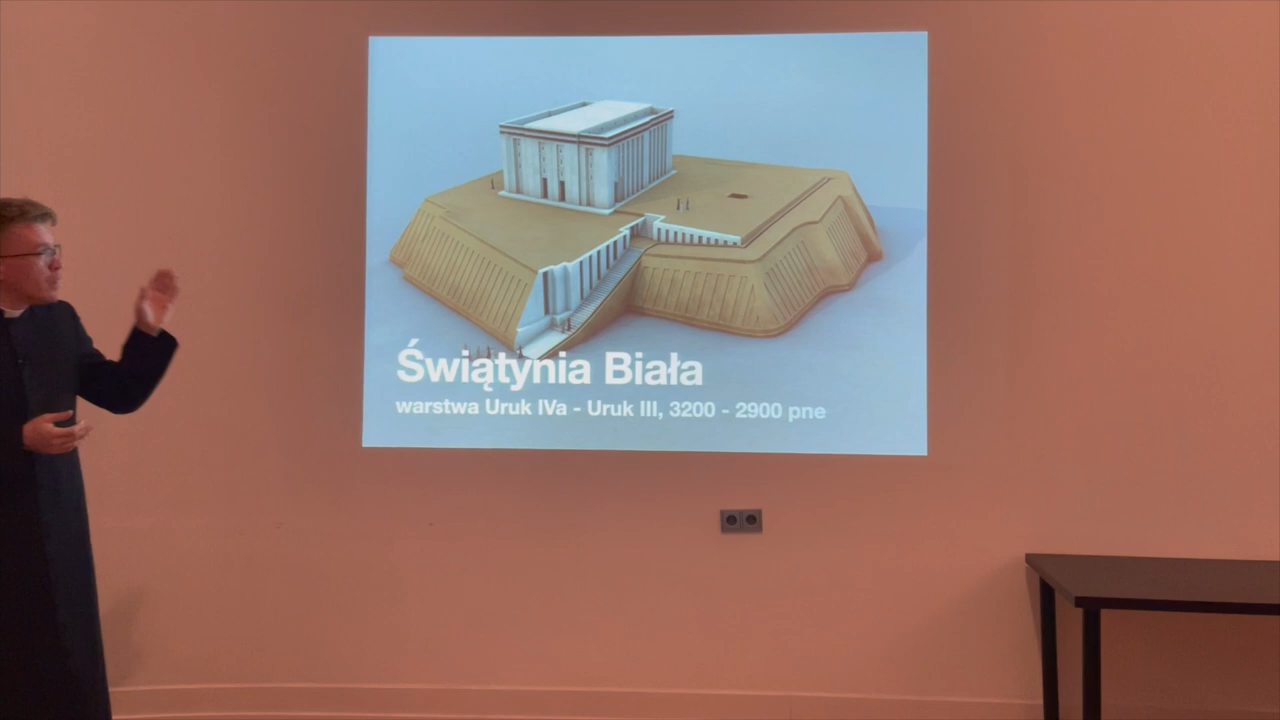 Świątynia Biała
warstwa Uruk IVa - Uruk III, 3200 - 2900 pne